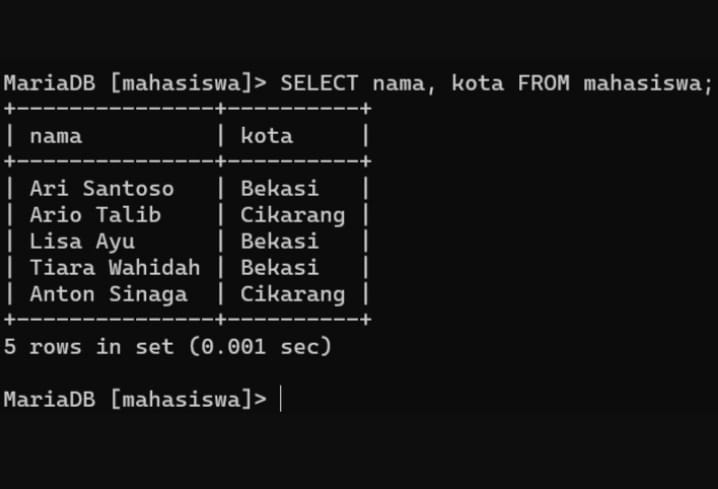 MariaDB [mahasiswa]> SELECT nama, kota FROM mahasiswa;
+---------------+----------+
| nama          | kota     |
+---------------+----------+
| Ari Santoso   | Bekasi   |
| Ario Talib    | Cikarang |
| Lisa Ayu      | Bekasi   |
| Tiara Wahidah | Bekasi   |
| Anton Sinaga  | Cikarang |
+---------------+----------+
5 rows in set (0.001 sec)
MariaDB [mahasiswa]>